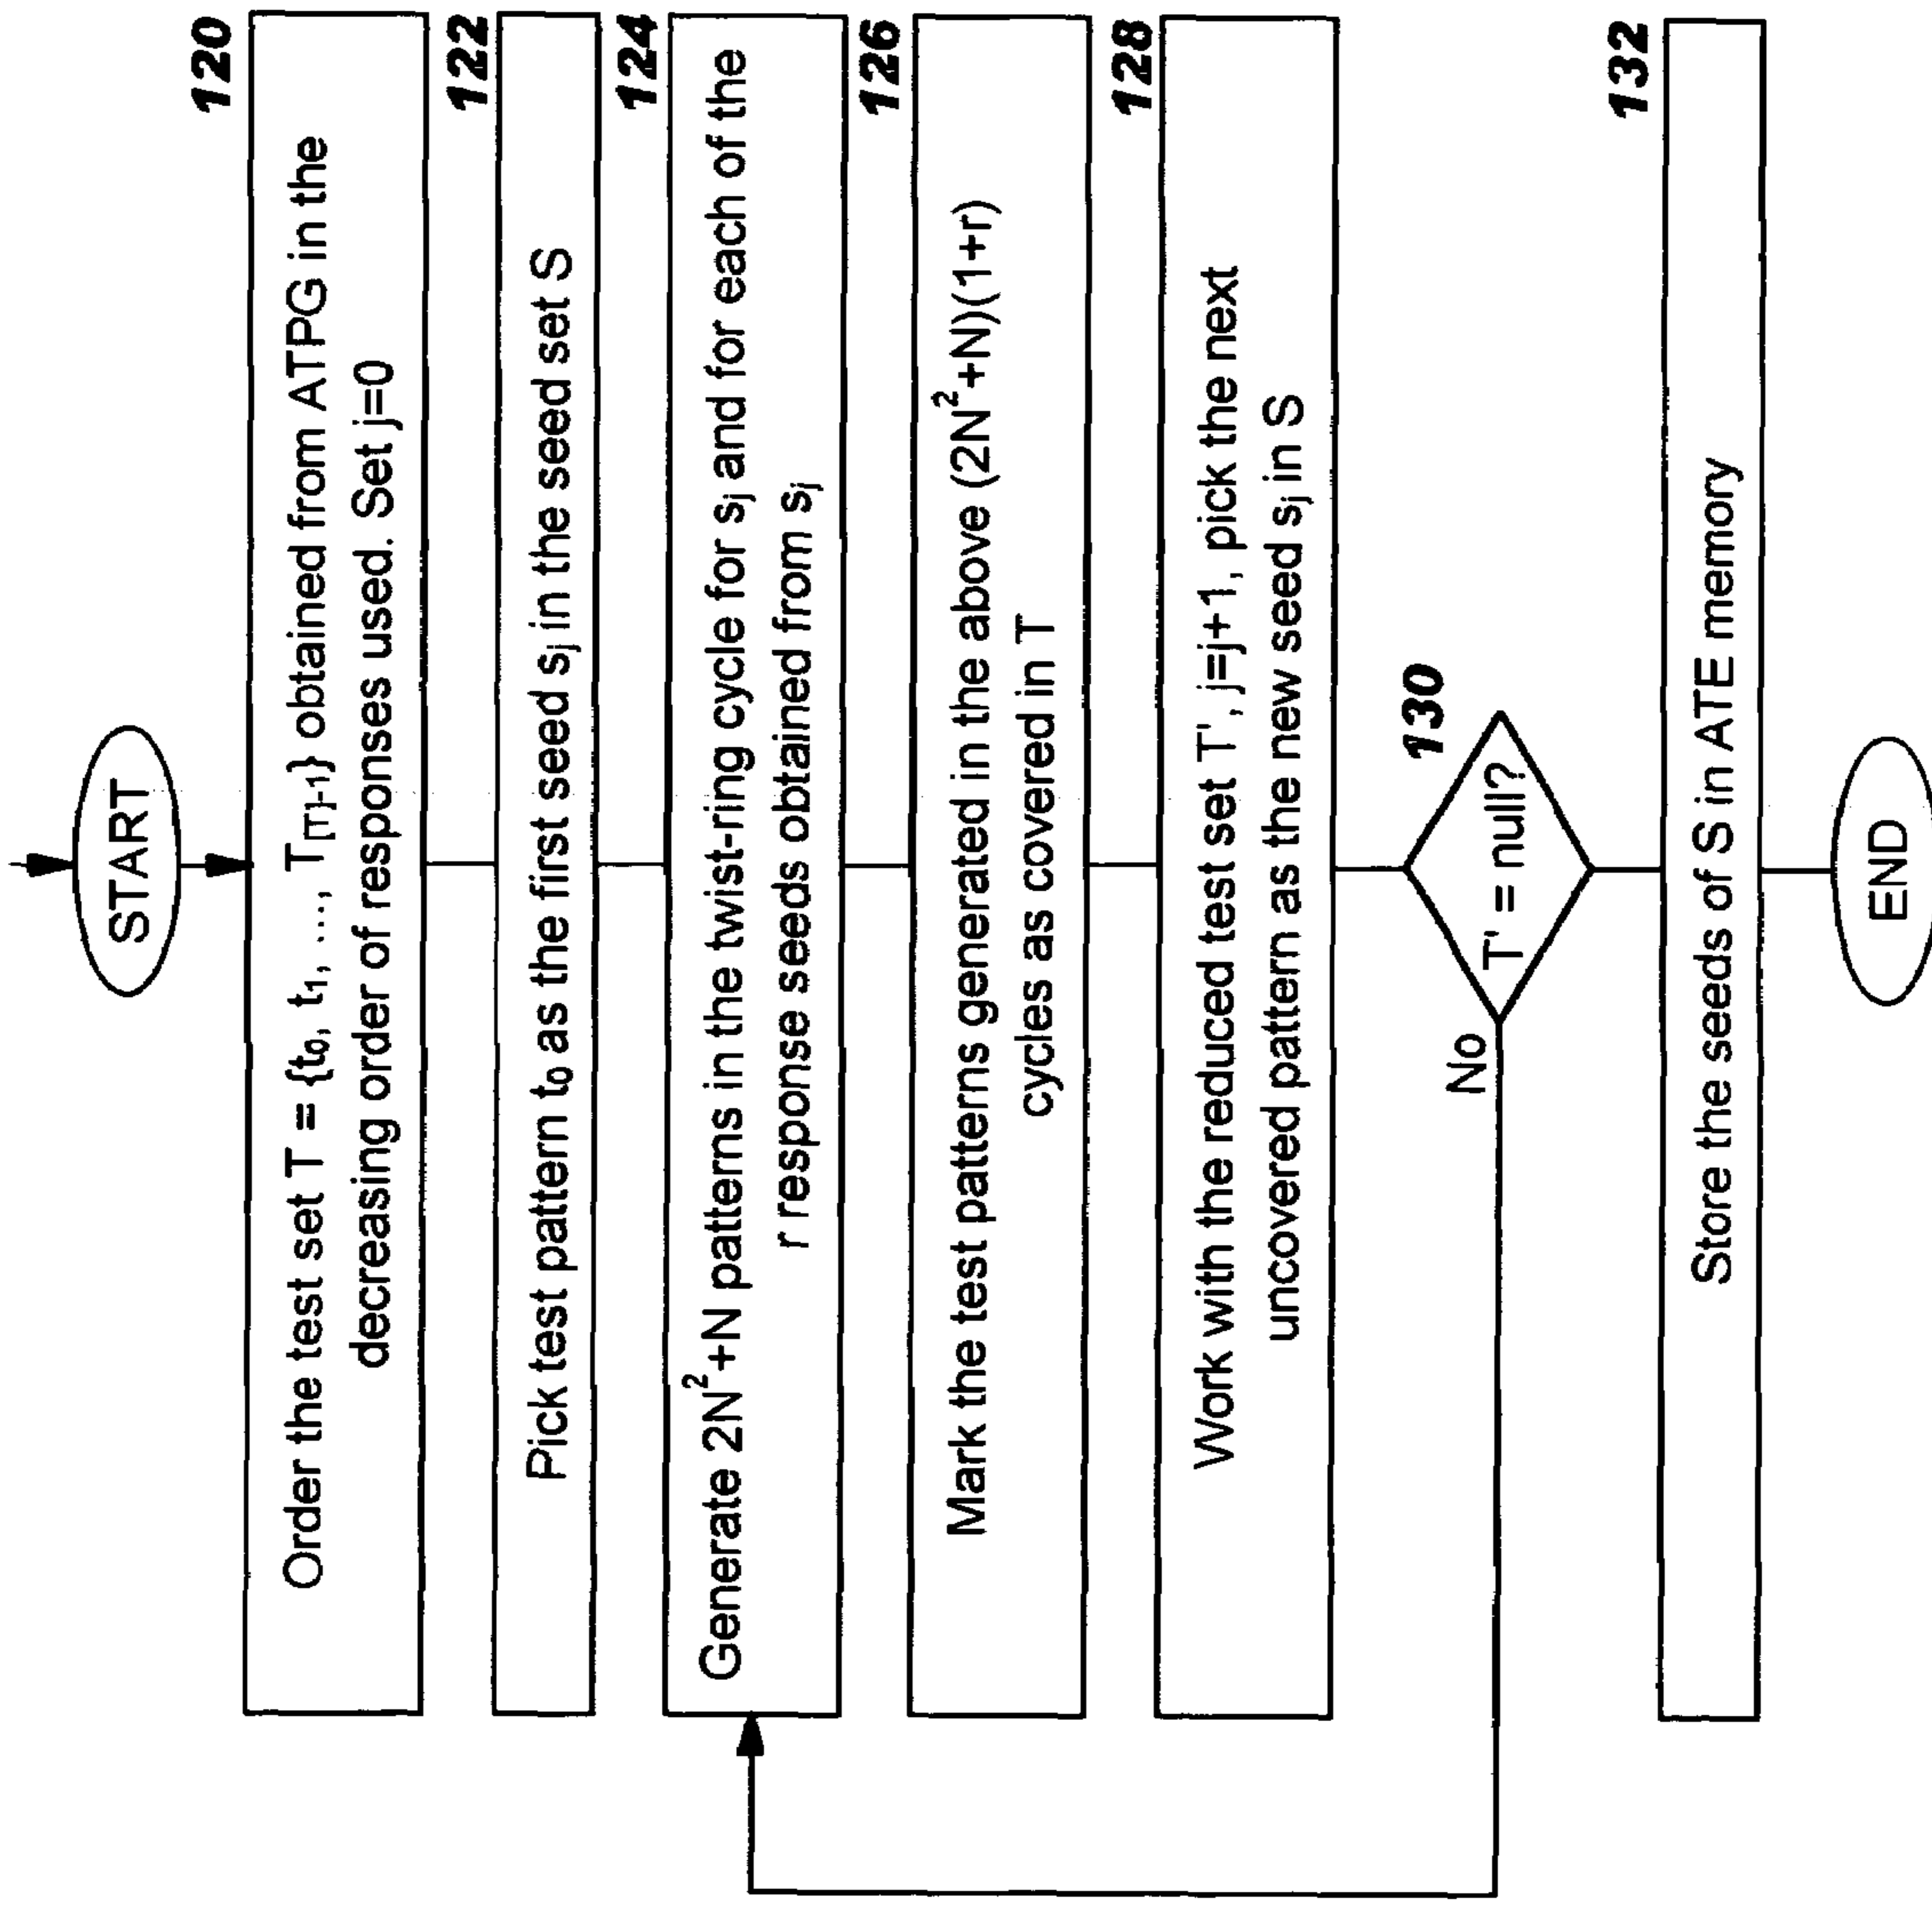 START
120
Order the test set T = {t0, t1, ..., T[T]-1} obtained from ATPG in the
decreasing order of responses used. Set j=0
122
Pick test pattern t0 as the first seed sj in the seed set S
124
Generate 2N²+N patterns in the twist-ring cycle for sj and for each of the
r response seeds obtained from sj
126
Mark the test patterns generated in the above (2N²+N)(1+r)
cycles as covered in T
128
Work with the reduced test set T', j=j+1, pick the next
uncovered pattern as the new seed sj in S
130
T' = null?
No
132
Store the seeds of S in ATE memory
END